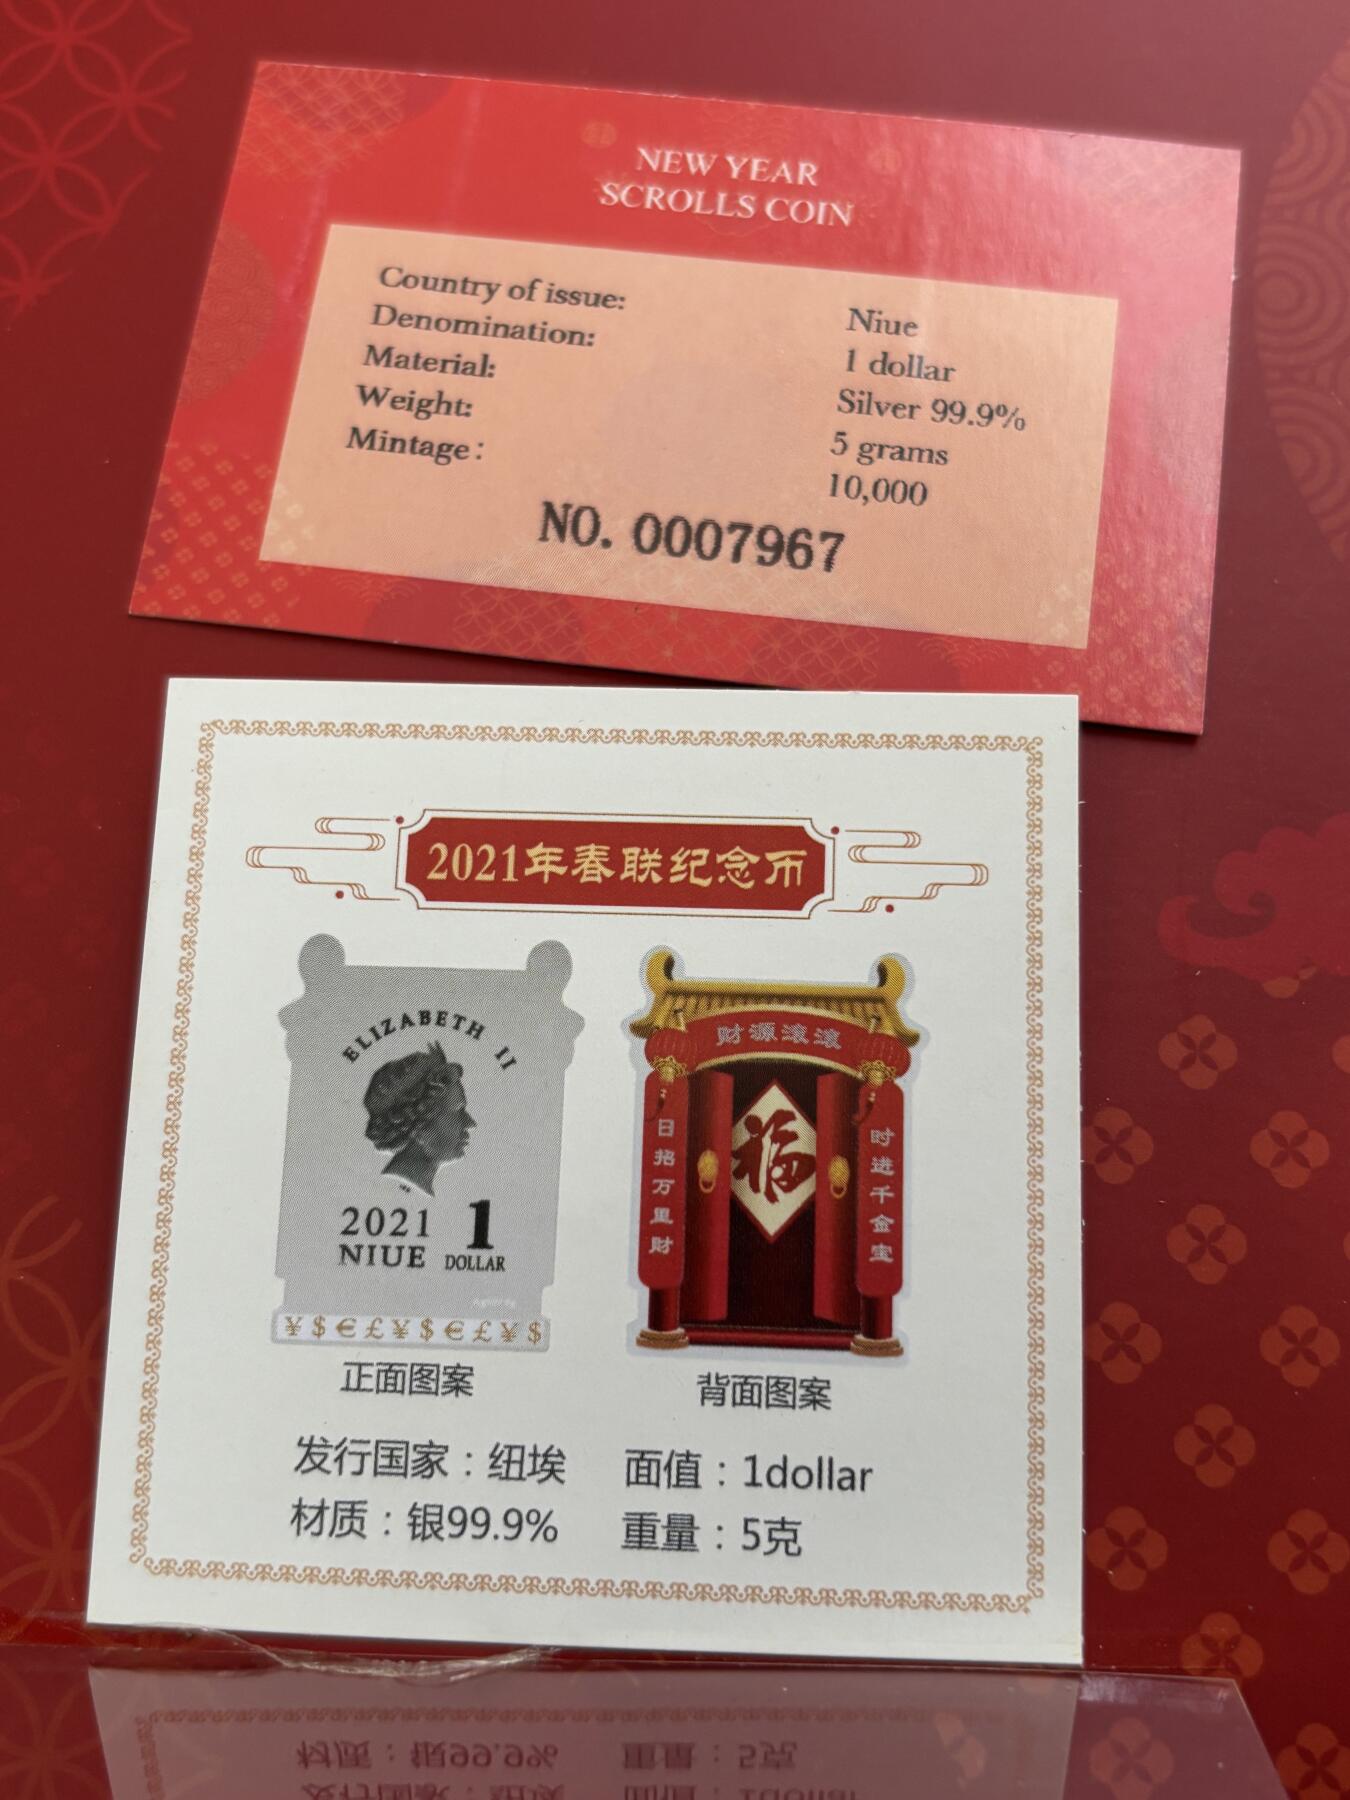 NEW YEAR
SCROLLS COIN
Country of issue: Niue
Denomination: 1 dollar
Material: Silver 99.9%
Weight: 5 grams
Mintage: 10,000
NO. 0007967
2021年春联纪念币
ELIZABETH II
2021
NIUE
1
DOLLAR
¥$€£¥$€£¥$
正面图案
财源滚滚
日招万里财
福
时进千金宝
背面图案
发行国家：纽埃 面值：1dollar
材质：银99.9% 重量：5克